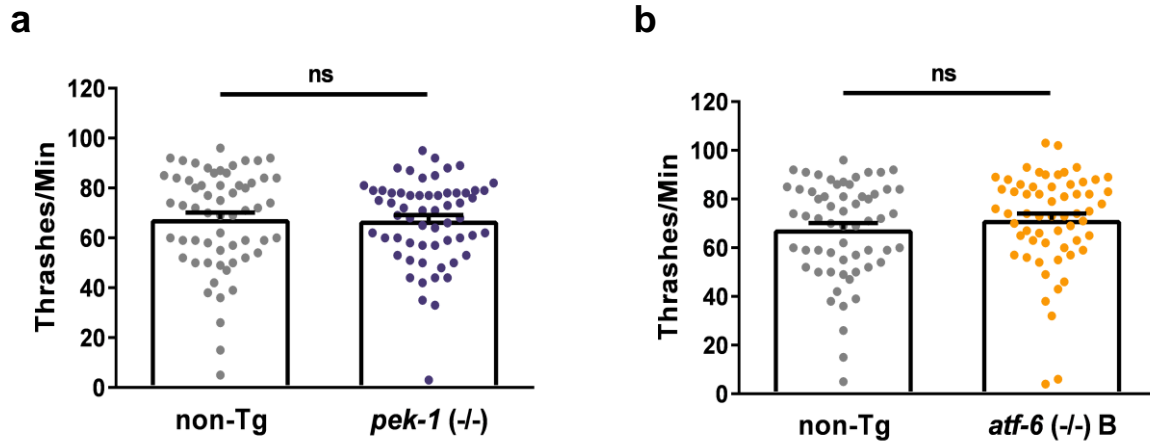 a
ns
Thrashes/Min
120
100
80
60
40
20
0
non-Tg
pek-1 (-/-)
b
ns
Thrashes/Min
120
100
80
60
40
20
0
non-Tg
atf-6 (-/-) B